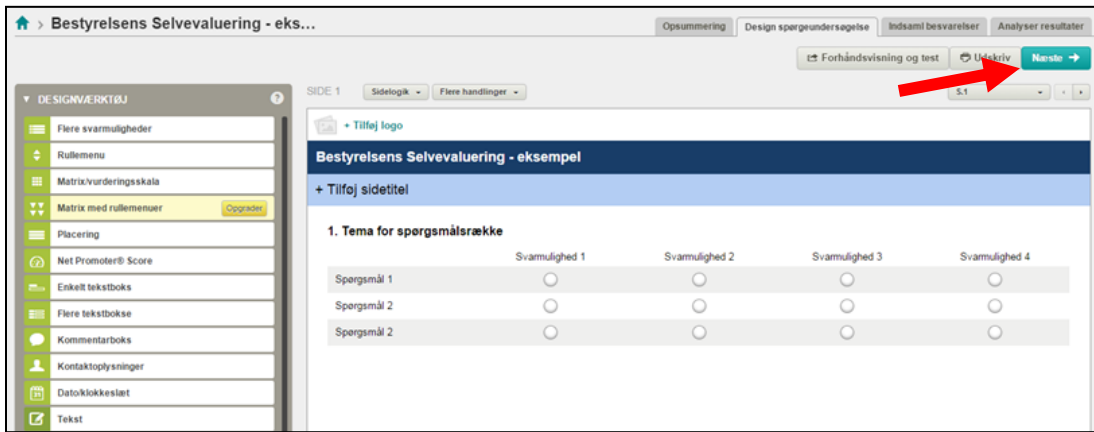 > Bestyrelsens Selvevaluering - eks...
Opsummering Design spørgeundersøgelse Indsaml besvarelser Analyser resultater
Forhåndsvisning og test Udskriv Næste →
▼ DESIGNVÆRKTØJ ?
SIDE 1 Sidelogik Flere handlinger S.1
Flere svarmuligheder
Rullemenu
Matrix/vurderingsskala
Matrix med rullemenuer Opgrader
Placering
Net Promoter® Score
Enkelt tekstboks
Flere tekstbokse
Kommentarboks
Kontaktoplysninger
Dato/klokkeslæt
Tekst
+ Tilføj logo
Bestyrelsens Selvevaluering - eksempel
+ Tilføj sidetitel
1. Tema for spørgsmålsrække
Svarmulighed 1 Svarmulighed 2 Svarmulighed 3 Svarmulighed 4
Spørgsmål 1
Spørgsmål 2
Spørgsmål 2